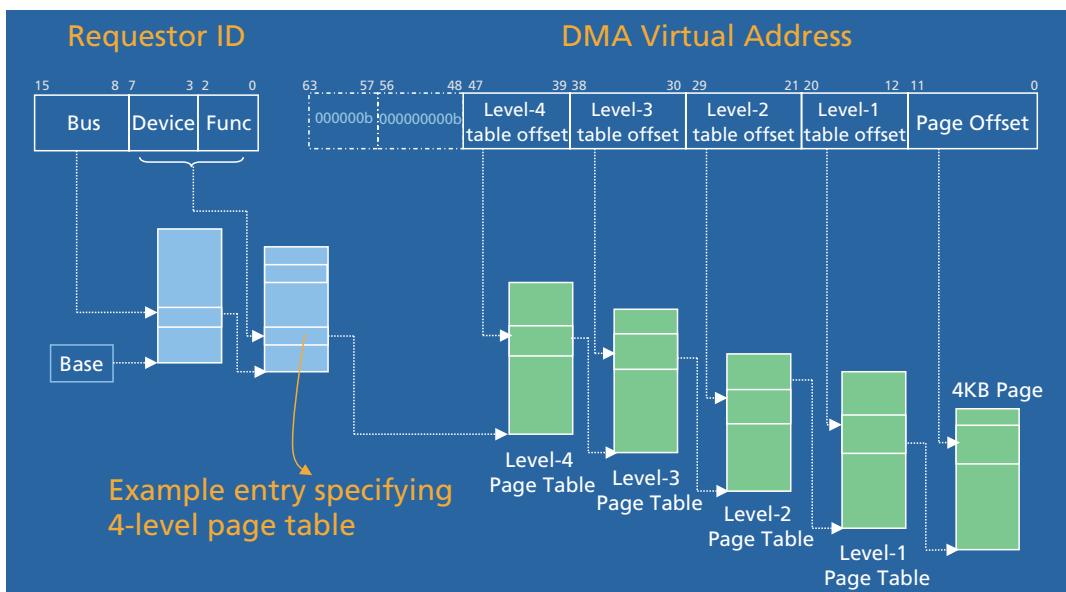 Requestor ID
DMA Virtual Address
15 8 7 3 2 0
63 57 56 48 47 39 38 30 29 21 20 12 11 0
Bus Device Func
000000b 000000000b
Level-4
table offset
Level-3
table offset
Level-2
table offset
Level-1
table offset
Page Offset
Base
4KB Page
Example entry specifying
4-level page table
Level-4
Page Table
Level-3
Page Table
Level-2
Page Table
Level-1
Page Table